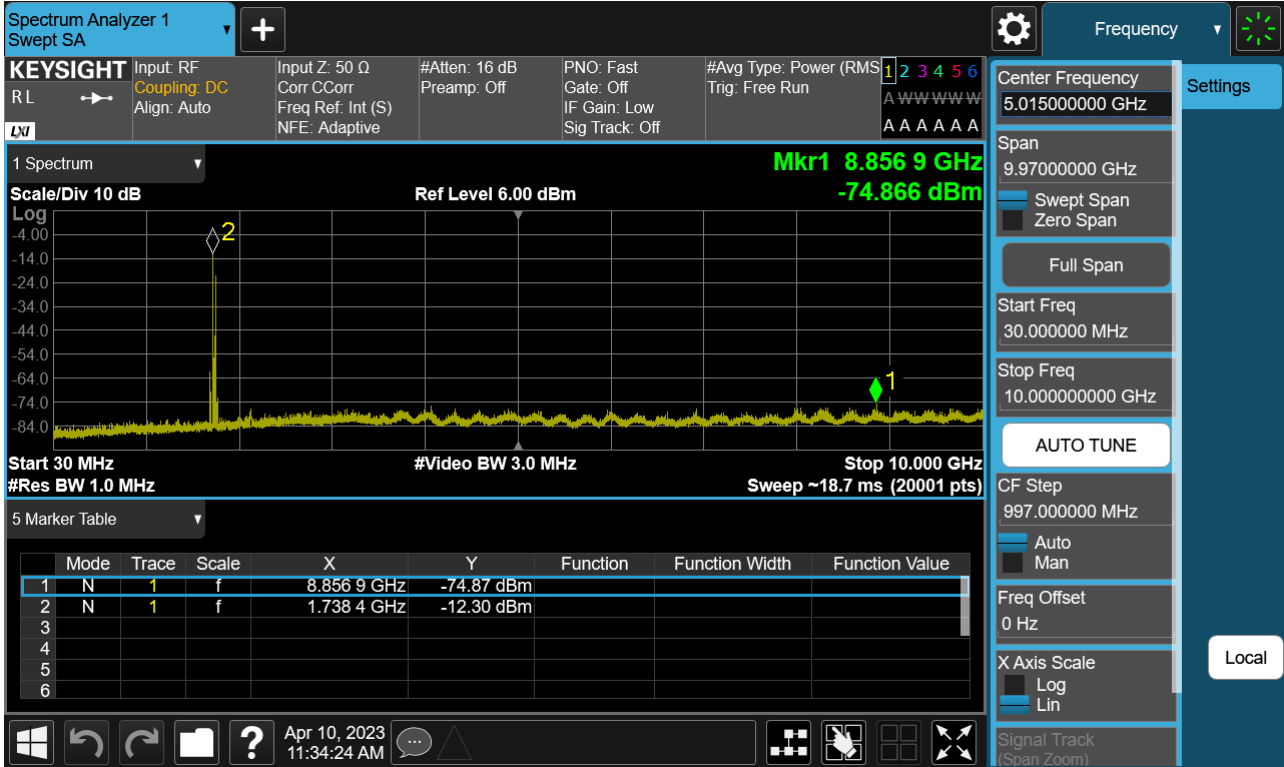 Spectrum Analyzer 1
Swept SA
+
Frequency
KEYSIGHT
R L
LXI
Input: RF
Coupling: DC
Align: Auto
Input Z: 50 Ω
Corr CCorr
Freq Ref: Int (S)
NFE: Adaptive
#Atten: 16 dB
Preamp: Off
PNO: Fast
Gate: Off
IF Gain: Low
Sig Track: Off
#Avg Type: Power (RMS
Trig: Free Run
1 2 3 4 5 6
A W W W W W
A A A A A A
1 Spectrum
Mkr1 8.856 9 GHz
Scale/Div 10 dB
Ref Level 6.00 dBm
-74.866 dBm
Log
-4.00
-14.0
-24.0
-34.0
-44.0
-54.0
-64.0
-74.0
-84.0
2
1
Start 30 MHz
#Video BW 3.0 MHz
Stop 10.000 GHz
#Res BW 1.0 MHz
Sweep ~18.7 ms (20001 pts)
5 Marker Table
Mode Trace Scale X Y Function Function Width Function Value
1 N 1 f 8.856 9 GHz -74.87 dBm
2 N 1 f 1.738 4 GHz -12.30 dBm
3
4
5
6
?
Apr 10, 2023
11:34:24 AM
Center Frequency
5.015000000 GHz
Span
9.97000000 GHz
Swept Span
Zero Span
Full Span
Start Freq
30.000000 MHz
Stop Freq
10.000000000 GHz
AUTO TUNE
CF Step
997.000000 MHz
Auto
Man
Freq Offset
0 Hz
X Axis Scale
Log
Lin
Signal Track
(Span Zoom)
Settings
Local